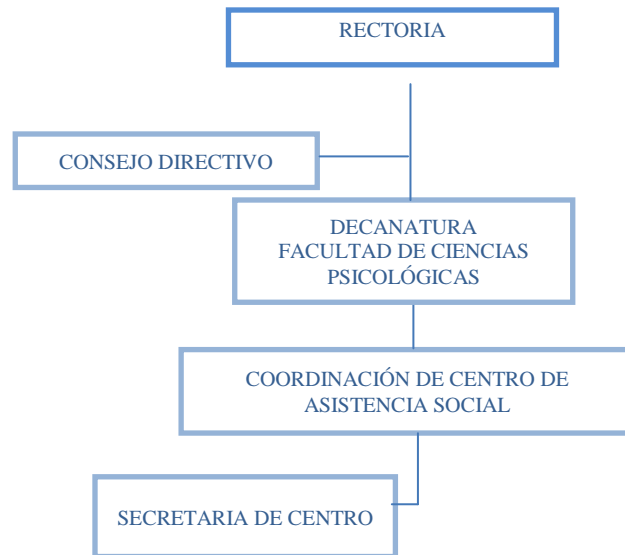 RECTORIA
CONSEJO DIRECTIVO
DECANATURA
FACULTAD DE CIENCIAS
PSICOLÓGICAS
COORDINACIÓN DE CENTRO DE
ASISTENCIA SOCIAL
SECRETARIA DE CENTRO